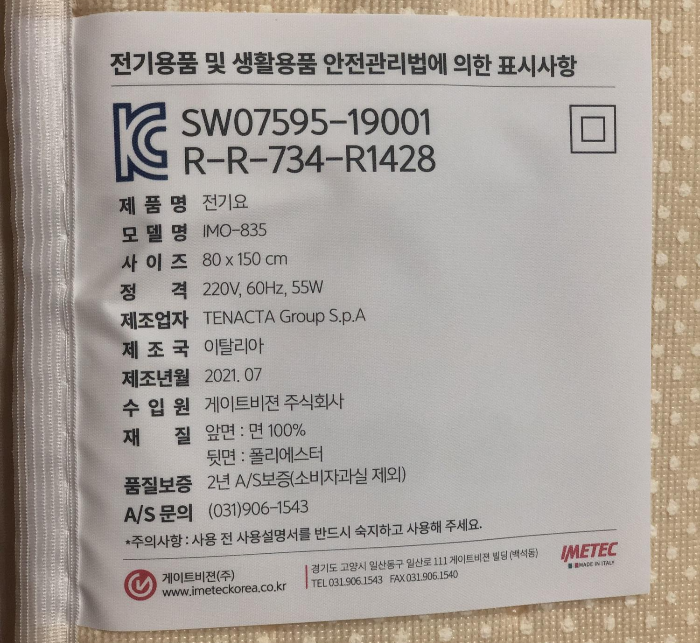 전기용품 및 생활용품 안전관리법에 의한 표시사항
SW07595-19001
R-R-734-R1428
제 품 명 전기요
모 델 명 IMO-835
사 이 즈 80 x 150 cm
정 격 220V, 60Hz, 55W
제조업자 TENACTA Group S.p.A
제 조 국 이탈리아
제조년월 2021. 07
수 입 원 게이트비젼 주식회사
재 질 앞면 : 면 100%
뒷면 : 폴리에스터
품질보증 2년 A/S보증(소비자과실 제외)
A/S 문의 (031)906-1543
*주의사항 : 사용 전 사용설명서를 반드시 숙지하고 사용해 주세요.
게이트비젼(주)
www.imeteckorea.co.kr
경기도 고양시 일산동구 일산로 111 게이트비젼 빌딩 (백석동)
TEL 031.906.1543 FAX 031.906.1540
IMETEC
MADE IN ITALY